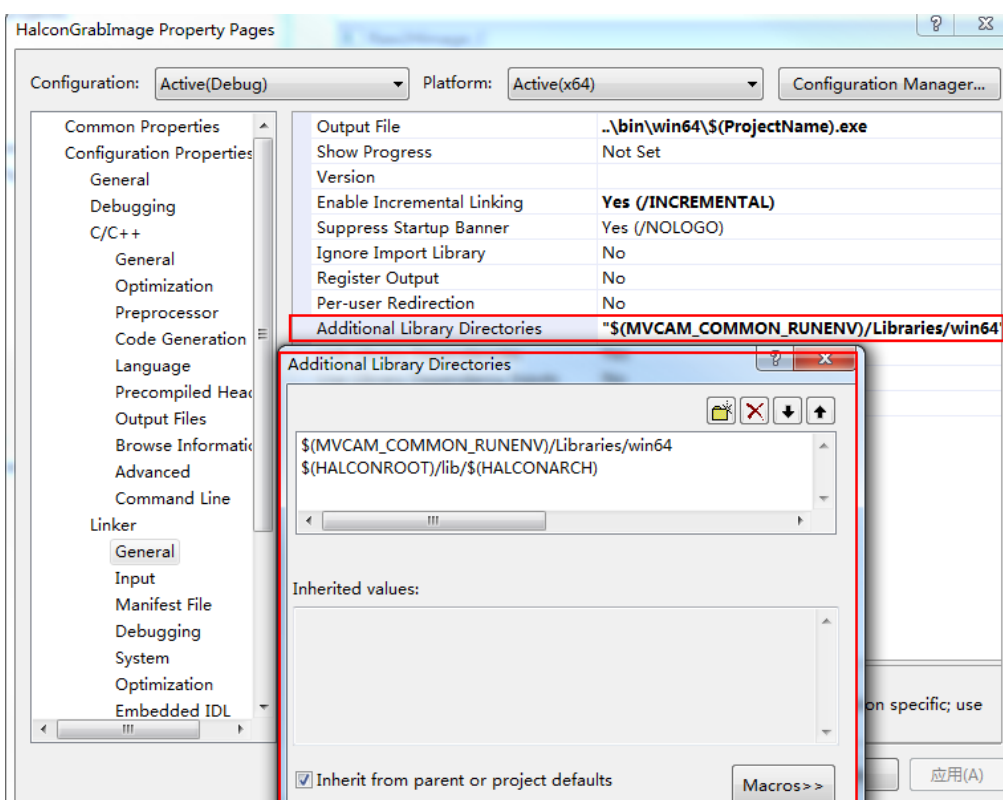 HalconGrabImage Property Pages
Configuration: Active(Debug) Platform: Active(x64) Configuration Manager...
Common Properties
Configuration Properties
General
Debugging
C/C++
General
Optimization
Preprocessor
Code Generation
Language
Precompiled Head
Output Files
Browse Informatic
Advanced
Command Line
Linker
General
Input
Manifest File
Debugging
System
Optimization
Embedded IDL
Output File ..\bin\win64\$(ProjectName).exe
Show Progress Not Set
Version
Enable Incremental Linking Yes (/INCREMENTAL)
Suppress Startup Banner Yes (/NOLOGO)
Ignore Import Library No
Register Output No
Per-user Redirection No
Additional Library Directories "$(MVCAM_COMMON_RUNENV)/Libraries/win64"
Additional Library Directories
$(MVCAM_COMMON_RUNENV)/Libraries/win64
$(HALCONROOT)/lib/$(HALCONARCH)
Inherited values:
Inherit from parent or project defaults
Macros>>
on specific; use
应用(A)